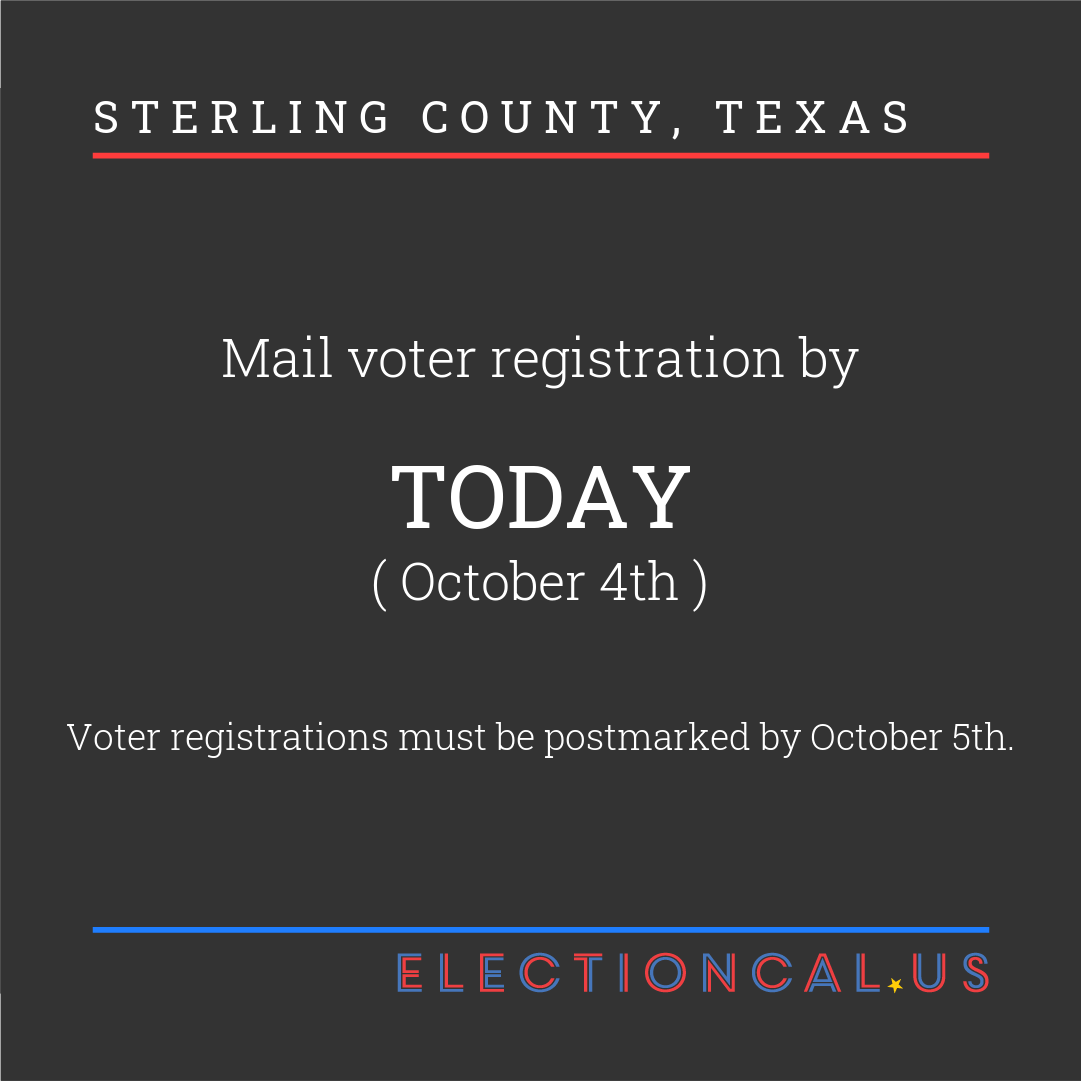 STERLING COUNTY, TEXAS
Mail voter registration by
TODAY
( October 4th )
Voter registrations must be postmarked by October 5th.
ELECTIONCAL.US